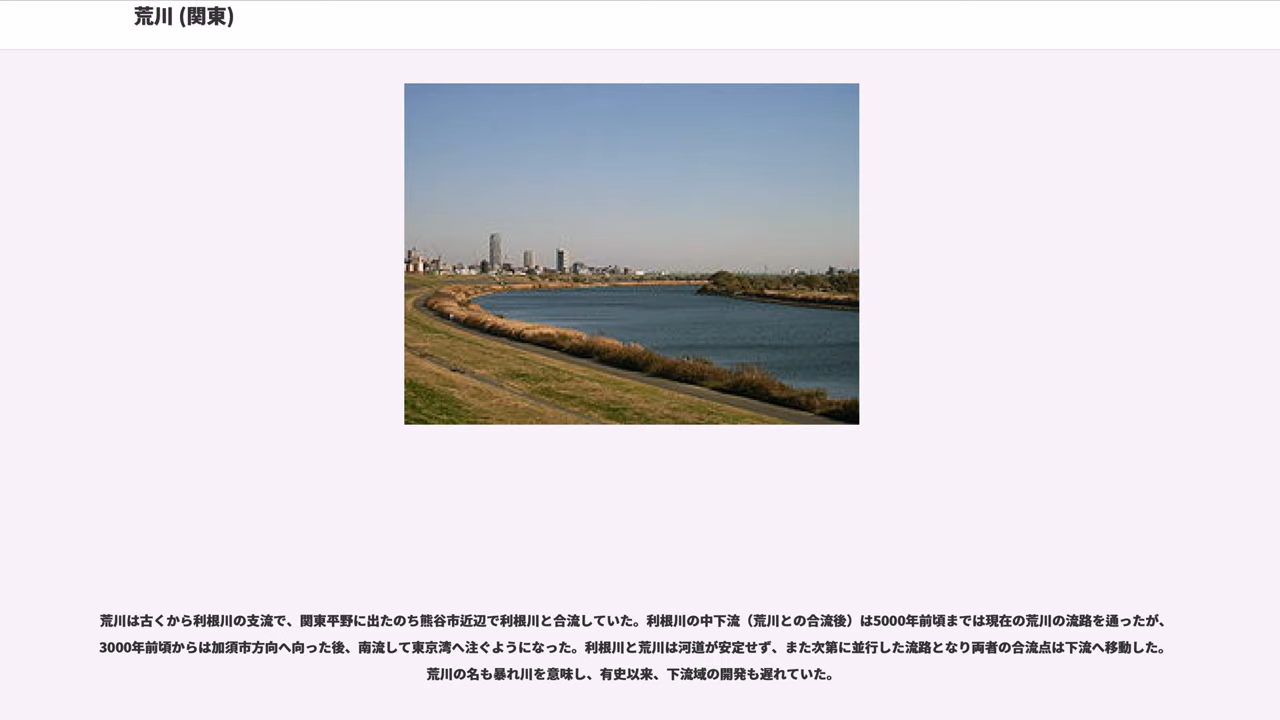 荒川 (関東)
荒川は古くから利根川の支流で、関東平野に出たのち熊谷市近辺で利根川と合流していた。利根川の中下流（荒川との合流後）は5000年前頃までは現在の荒川の流路を通ったが、
3000年前頃からは加須市方向へ向った後、南流して東京湾へ注ぐようになった。利根川と荒川は河道が安定せず、また次第に並行した流路となり両者の合流点は下流へ移動した。
荒川の名も暴れ川を意味し、有史以来、下流域の開発も遅れていた。